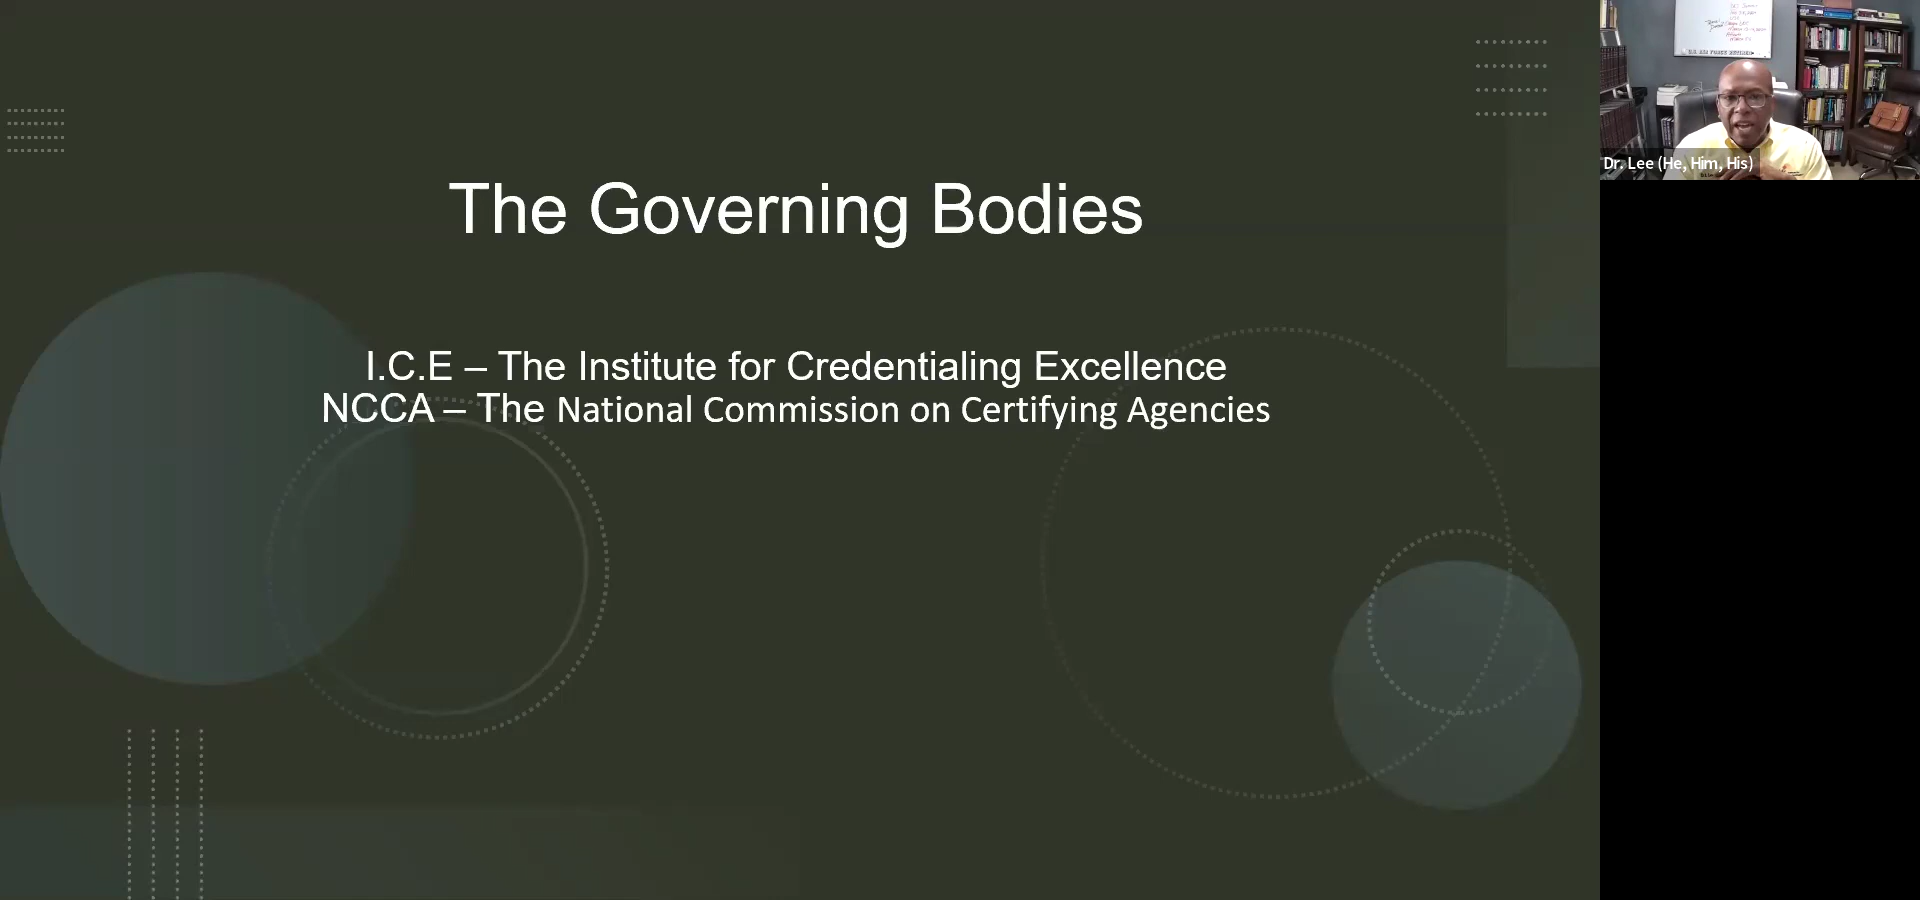 The Governing Bodies
I.C.E – The Institute for Credentialing Excellence
NCCA – The National Commission on Certifying Agencies
Dr. Lee (He, Him, His)